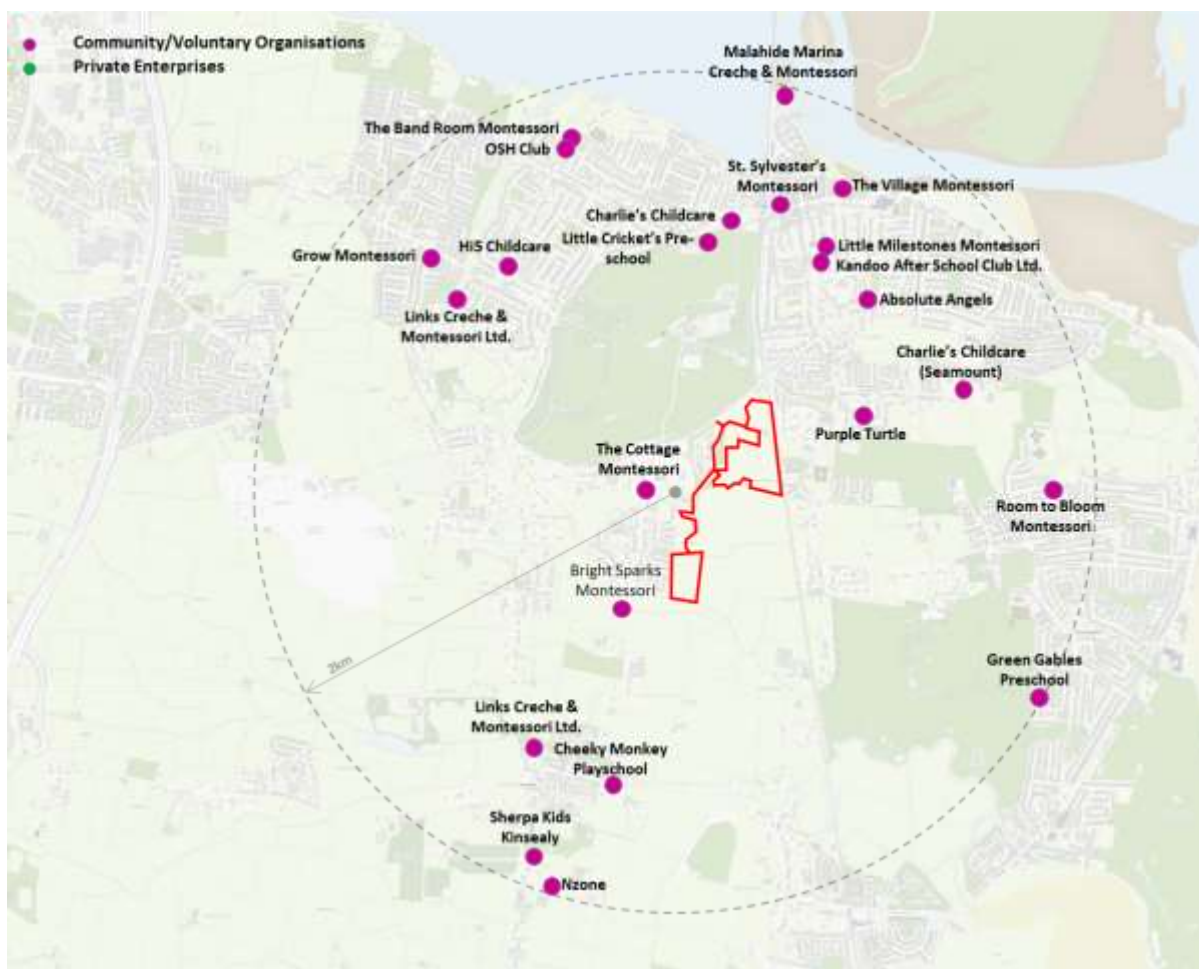 Community/Voluntary Organisations
Private Enterprises
Malahide Marina
Creche & Montessori
The Band Room Montessori
OSH Club
St. Sylvester's
Montessori
The Village Montessori
Charlie's Childcare
Little Cricket's Pre-
school
Little Milestones Montessori
Kandoo After School Club Ltd.
Grow Montessori
Hi5 Childcare
Links Creche &
Montessori Ltd.
Absolute Angels
Charlie's Childcare
(Seamount)
Purple Turtle
The Cottage
Montessori
Room to Bloom
Montessori
Bright Sparks
Montessori
2km
Green Gables
Preschool
Links Creche &
Montessori Ltd.
Cheeky Monkey
Playschool
Sherpa Kids
Kinsealy
Nzone